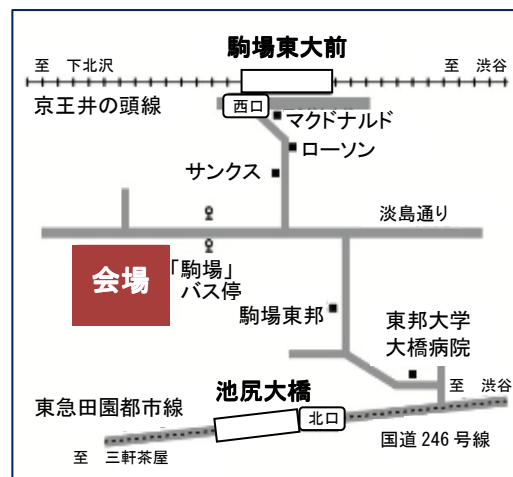 駒場東大前
至 下北沢
至 渋谷
京王井の頭線
西口
マクドナルド
ローソン
サンクス
淡島通り
会場
「駒場」
バス停
駒場東邦
東邦大学
大橋病院
池尻大橋
至 渋谷
東急田園都市線
北口
国道 246 号線
至 三軒茶屋